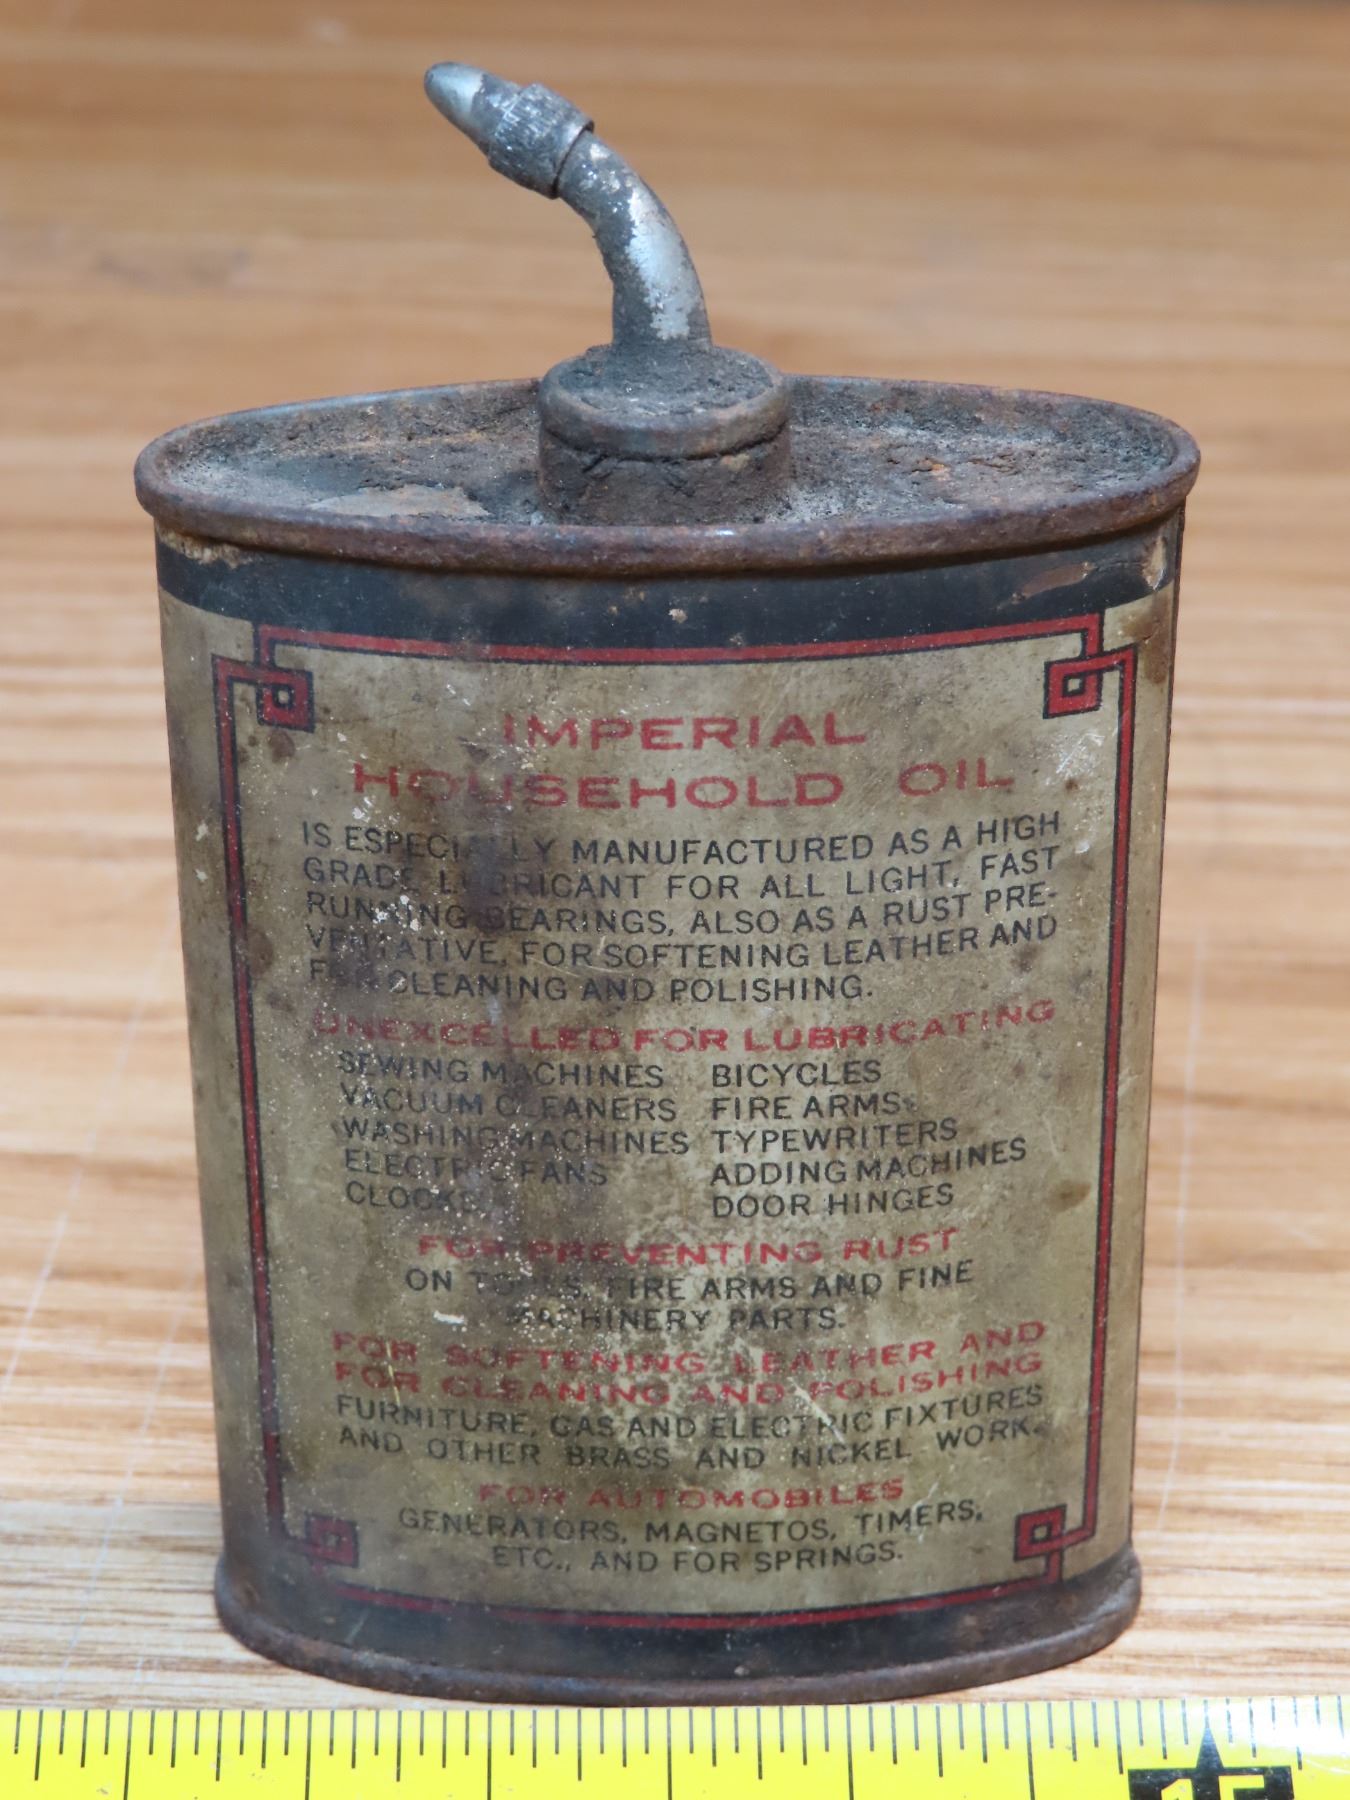 IMPERIAL
HOUSEHOLD OIL
IS ESPECIALLY MANUFACTURED AS A HIGH
GRADE LUBRICANT FOR ALL LIGHT, FAST
RUNNING BEARINGS, ALSO AS A RUST PRE-
VENTATIVE, FOR SOFTENING LEATHER AND
FOR CLEANING AND POLISHING.
UNEXCELLED FOR LUBRICATING
SEWING MACHINES BICYCLES
VACUUM CLEANERS FIRE ARMS
WASHING MACHINES TYPEWRITERS
ELECTRIC FANS ADDING MACHINES
CLOCKS DOOR HINGES
FOR PREVENTING RUST
ON TOOLS, FIRE ARMS AND FINE
MACHINERY PARTS.
FOR SOFTENING LEATHER AND
FOR CLEANING AND POLISHING
FURNITURE, GAS AND ELECTRIC FIXTURES
AND OTHER BRASS AND NICKEL WORK.
FOR AUTOMOBILES
GENERATORS, MAGNETOS, TIMERS,
ETC., AND FOR SPRINGS.